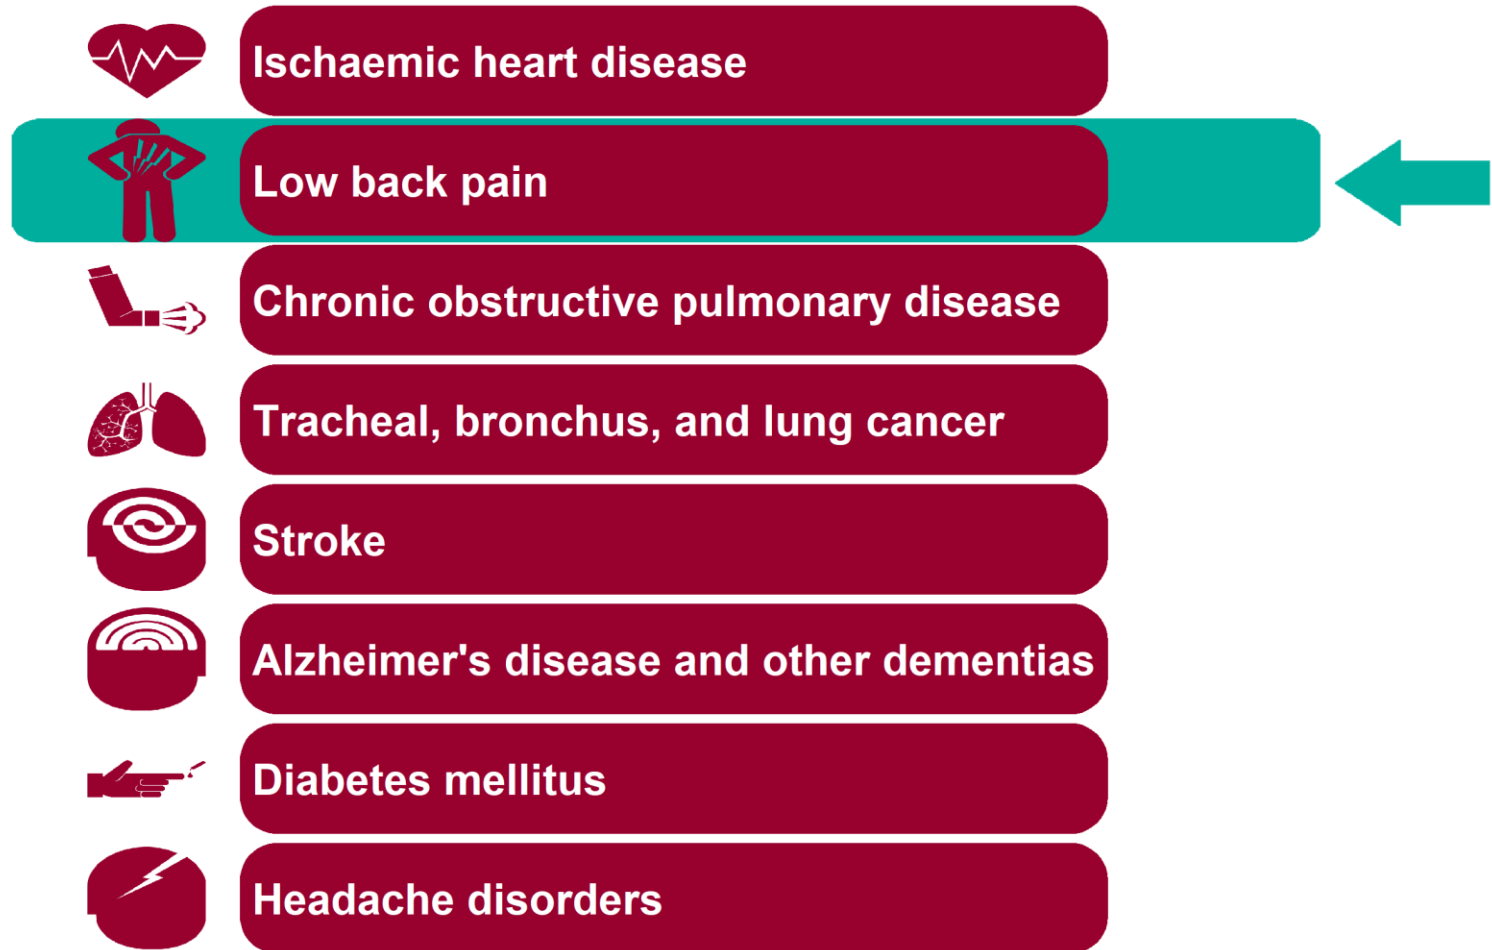 Ischaemic heart disease
Low back pain
Chronic obstructive pulmonary disease
Tracheal, bronchus, and lung cancer
Stroke
Alzheimer's disease and other dementias
Diabetes mellitus
Headache disorders